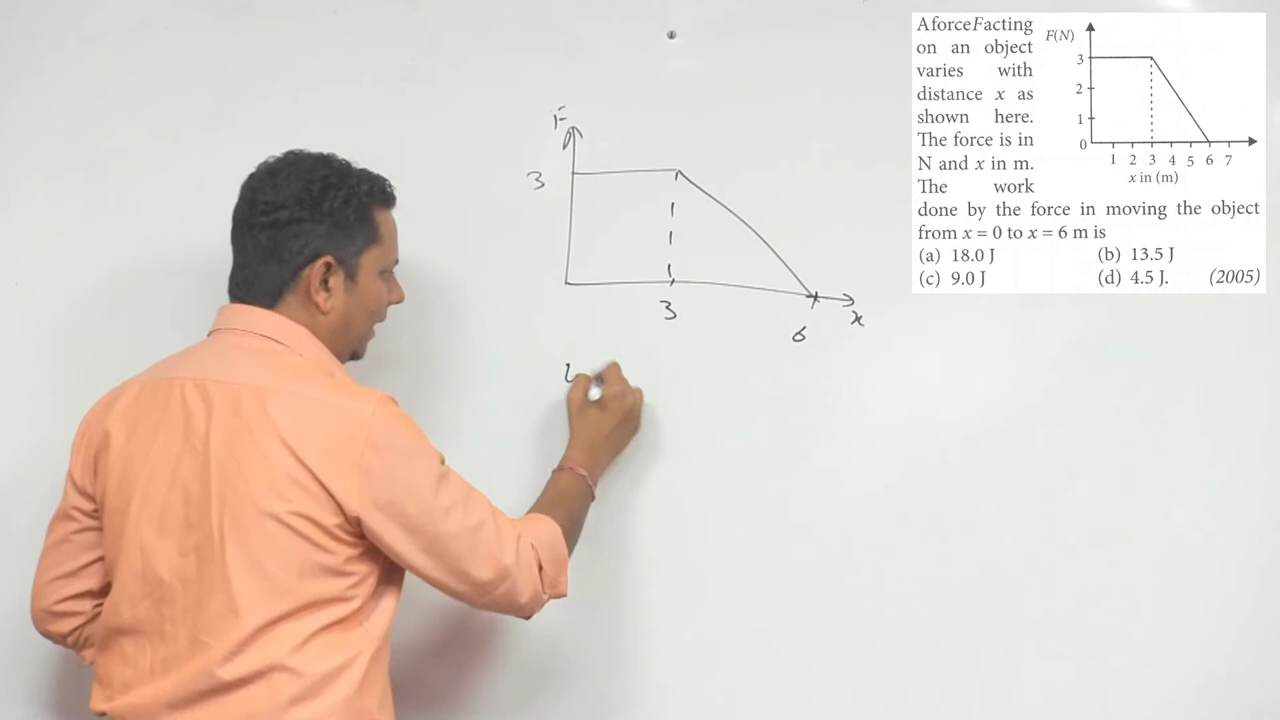 A force F acting
on an object
varies with
distance x as
shown here.
The force is in
N and x in m.
The work
done by the force in moving the object
from x = 0 to x = 6 m is
(a) 18.0 J (b) 13.5 J
(c) 9.0 J (d) 4.5 J. (2005)
F(N)
3
2
1
0
1 2 3 4 5 6 7
x in (m)
F
3
3
6
x